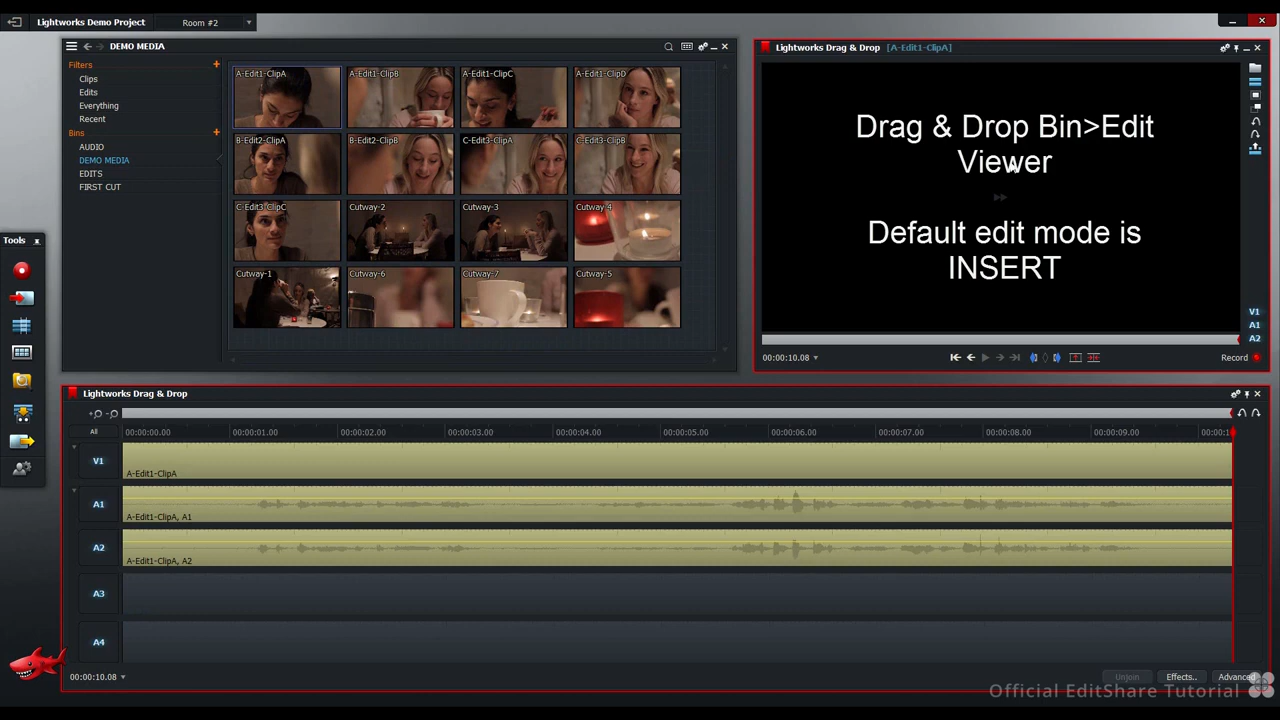 Lightworks Demo Project
Room #2
DEMO MEDIA
Filters
Clips
Edits
Everything
Recent
Bins
AUDIO
DEMO MEDIA
EDITS
FIRST CUT
A-Edit1-ClipA
A-Edit1-ClipB
A-Edit1-ClipC
A-Edit1-ClipD
B-Edit2-ClipA
B-Edit2-ClipB
C-Edit3-ClipA
C-Edit3-ClipB
C-Edit3 ClipC
Cutway-2
Cutway-3
Cutway-4
Cutway-1
Cutway-6
Cutway-7
Cutway-5
Lightworks Drag & Drop [A-Edit1-ClipA]
Drag & Drop Bin>Edit
Viewer
Default edit mode is
INSERT
V1
A1
A2
00:00:10.08
Record
Tools
Lightworks Drag & Drop
All
00:00:00.00 00:00:01.00 00:00:02.00 00:00:03.00 00:00:04.00 00:00:05.00 00:00:06.00 00:00:07.00 00:00:08.00 00:00:09.00 00:00:1
V1
A-Edit1-ClipA
A1
A-Edit1-ClipA, A1
A2
A-Edit1-ClipA, A2
A3
A4
00:00:10.08
Unjoin
Effects..
Advanced
Official EditShare Tutorial